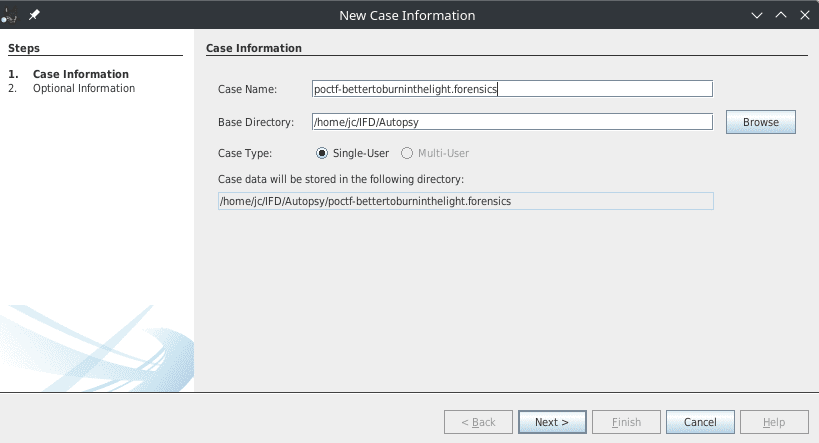 New Case Information
Steps
1. Case Information
2. Optional Information
Case Information
Case Name: poctf-bettertoburninthelight.forensics
Base Directory: /home/jc/IFD/Autopsy Browse
Case Type: Single-User Multi-User
Case data will be stored in the following directory:
/home/jc/IFD/Autopsy/poctf-bettertoburninthelight.forensics
< Back Next > Finish Cancel Help